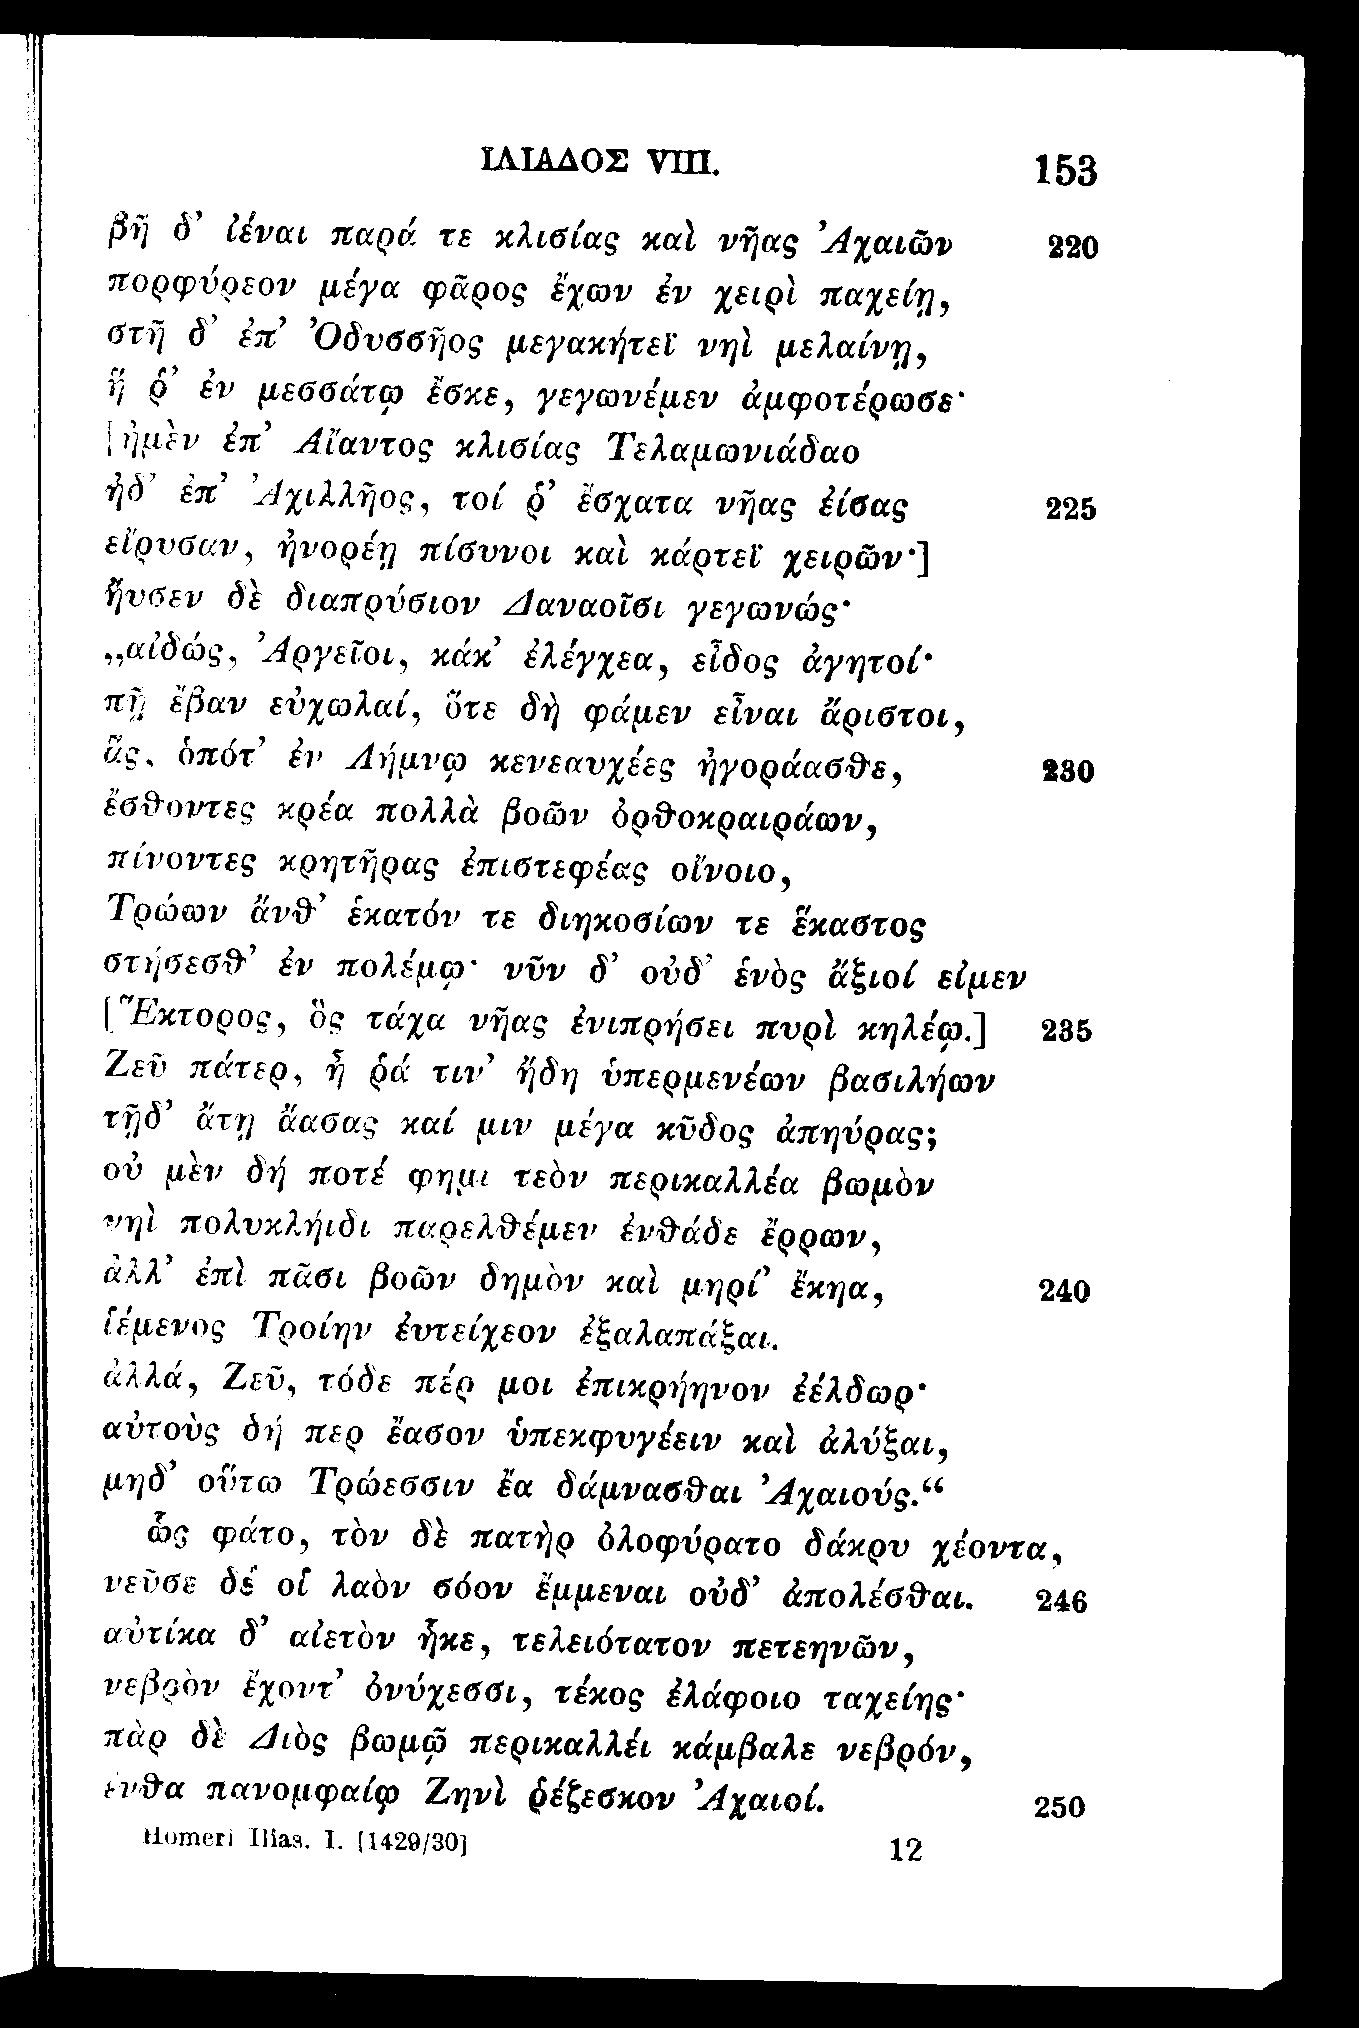 ΙΛΙΑΔΟΣ VIII. 153
βῆ δ’ ἰέναι παρά τε κλισίας καὶ νῆας Ἀχαιῶν 220
πορφύρεον μέγα φᾶρος ἔχων ἐν χειρὶ παχείῃ,
στῆ δ’ ἐπ’ Ὀδυσσῆος μεγακήτεϊ νηὶ μελαίνῃ,
ἥ ῥ’ ἐν μεσσάτῳ ἔσκε, γεγωνέμεν ἀμφοτέρωσε·
[ἠμὲν ἐπ’ Αἴαντος κλισίας Τελαμωνιάδαο
ἠδ’ ἐπ’ Ἀχιλλῆος, τοί ῥ’ ἔσχατα νῆας ἐίσας 225
εἴρυσαν, ἠνορέῃ πίσυνοι καὶ κάρτεϊ χειρῶν·]
ἤυσεν δὲ διαπρύσιον Δαναοῖσι γεγωνώς·
„αἰδώς, Ἀργεῖοι, κάκ’ ἐλέγχεα, εἶδος ἀγητοί·
πῇ ἔβαν εὐχωλαί, ὅτε δὴ φάμεν εἶναι ἄριστοι,
ἅς, ὁπότ’ ἐν Λήμνῳ κενεαυχέες ἠγοράασθε, 230
ἔσθοντες κρέα πολλὰ βοῶν ὀρθοκραιράων,
πίνοντες κρητῆρας ἐπιστεφέας οἴνοιο,
Τρώων ἄνθ’ ἑκατόν τε διηκοσίων τε ἕκαστος
στήσεσθ’ ἐν πολέμῳ· νῦν δ’ οὐδ’ ἑνὸς ἄξιοί εἰμεν
[Ἕκτορος, ὃς τάχα νῆας ἐνιπρήσει πυρὶ κηλέῳ.] 235
Ζεῦ πάτερ, ἦ ῥά τιν’ ἤδη ὑπερμενέων βασιλήων
τῇδ’ ἄτῃ ἄασας καί μιν μέγα κῦδος ἀπηύρας;
οὐ μὲν δή ποτέ φημι τεὸν περικαλλέα βωμὸν
νηὶ πολυκλήιδι παρελθέμεν ἐνθάδε ἔρρων,
ἀλλ’ ἐπὶ πᾶσι βοῶν δημὸν καὶ μηρί’ ἔκηα, 240
ἱέμενος Τροίην ἐυτείχεον ἐξαλαπάξαι.
ἀλλά, Ζεῦ, τόδε πέρ μοι ἐπικρήηνον ἐέλδωρ·
αὐτοὺς δή περ ἔασον ὑπεκφυγέειν καὶ ἀλύξαι,
μηδ’ οὕτω Τρώεσσιν ἔα δάμνασθαι Ἀχαιούς.“
ὣς φάτο, τὸν δὲ πατὴρ ὀλοφύρατο δάκρυ χέοντα,
νεῦσε δέ οἱ λαὸν σόον ἔμμεναι οὐδ’ ἀπολέσθαι. 246
αὐτίκα δ’ αἰετὸν ἧκε, τελειότατον πετεηνῶν,
νεβρὸν ἔχοντ’ ὀνύχεσσι, τέκος ἐλάφοιο ταχείης·
πὰρ δὲ Διὸς βωμῷ περικαλλέι κάμβαλε νεβρόν,
ἔνθα πανομφαίῳ Ζηνὶ ῥέζεσκον Ἀχαιοί. 250
Homeri Ilias. I. [1429/30] 12